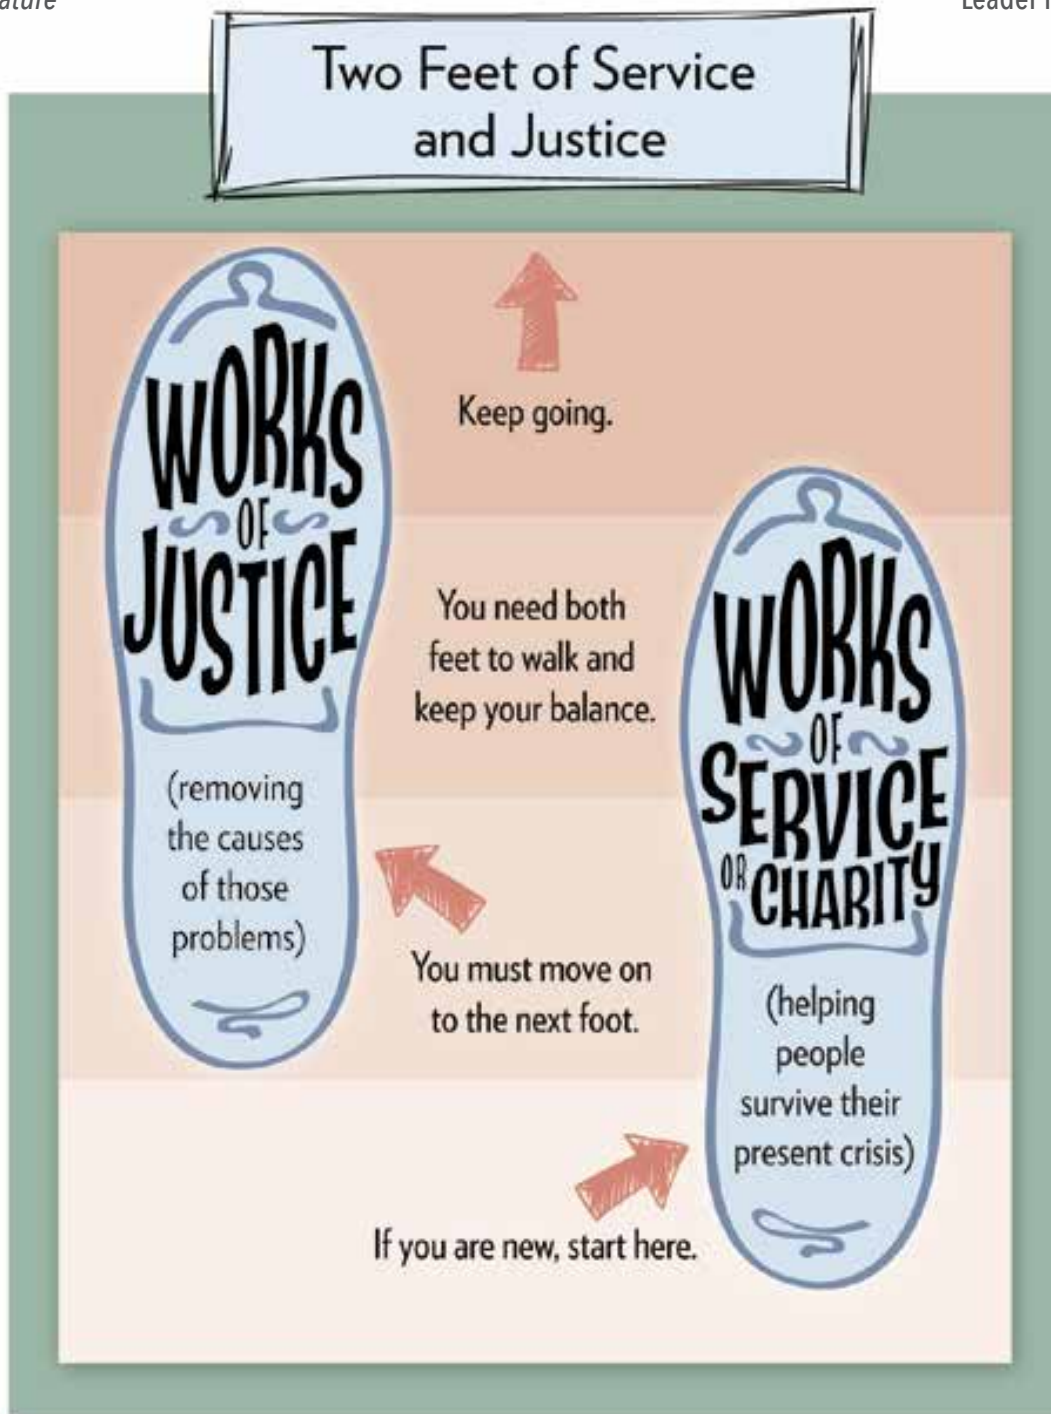 Two Feet of Service
and Justice
Keep going.
WORKS
OF
JUSTICE
(removing
the causes
of those
problems)
You need both
feet to walk and
keep your balance.
You must move on
to the next foot.
WORKS
OF
SERVICE
OR CHARITY
(helping
people
survive their
present crisis)
If you are new, start here.